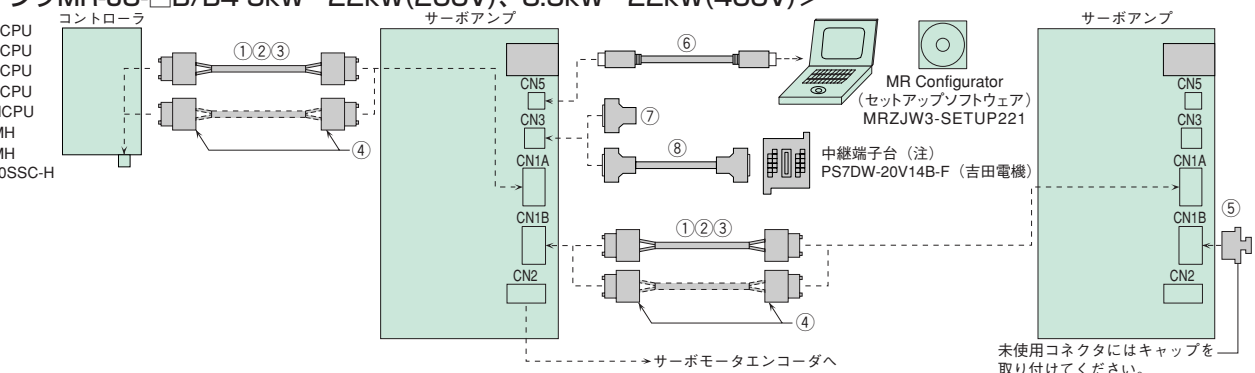 コントローラ
CPU
CPU
CPU
CPU
CPU
MH
MH
0SSC-H
①②③
④
サーボアンプ
CN5
CN3
CN1A
CN1B
CN2
⑥
⑦
⑧
MR Configurator
(セットアップソフトウェア)
MRZJW3-SETUP221
中継端子台（注）
PS7DW-20V14B-F（吉田電機）
①②③
④
サーボモータエンコーダへ
サーボアンプ
CN5
CN3
CN1A
CN1B
CN2
⑤
未使用コネクタにはキャップを
取り付けてください。